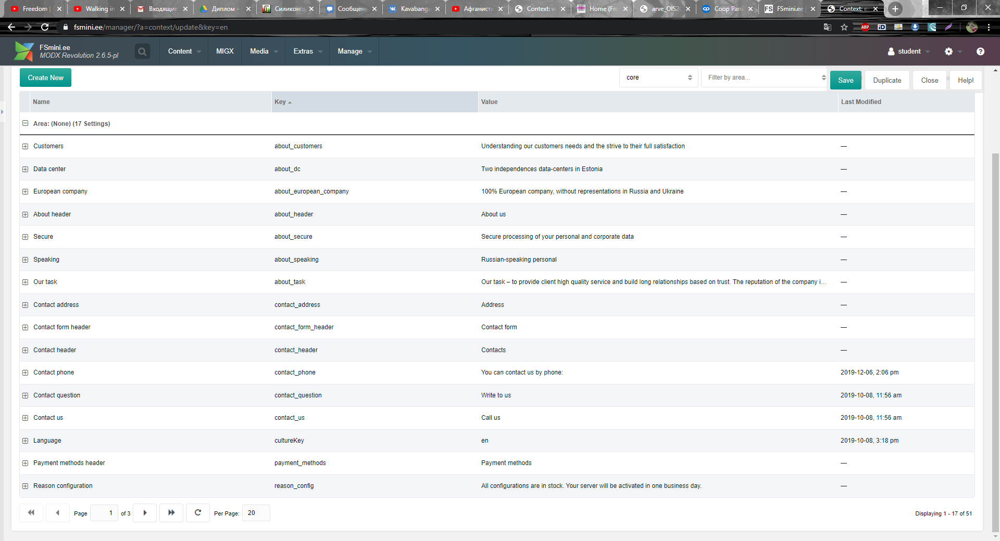 Freedom |
Walking in
Входящие
Диплом –
Силиконо
Сообщени
Kavabanga
Афганиста
Context: w
Home (Fro
arve_OIS20
Coop Pank
FSmini.ee
Context: e
fsmini.ee/manager/?a=context/update&key=en
FSmini.ee
MODX Revolution 2.6.5-pl
Content
MIGX
Media
Extras
Manage
student
Create New
core
Filter by area...
Save
Duplicate
Close
Help!
Name Key Value Last Modified
Area: (None) (17 Settings)
Customers about_customers Understanding our customers needs and the strive to their full satisfaction —
Data center about_dc Two independences data-centers in Estonia —
European company about_european_company 100% European company, without representations in Russia and Ukraine —
About header about_header About us —
Secure about_secure Secure processing of your personal and corporate data —
Speaking about_speaking Russian-speaking personal —
Our task about_task Our task – to provide client high quality service and build long relationships based on trust. The reputation of the company i... —
Contact address contact_address Address —
Contact form header contact_form_header Contact form —
Contact header contact_header Contacts —
Contact phone contact_phone You can contact us by phone: 2019-12-06, 2:06 pm
Contact question contact_question Write to us 2019-10-08, 11:56 am
Contact us contact_us Call us 2019-10-08, 11:56 am
Language cultureKey en 2019-10-08, 3:18 pm
Payment methods header payment_methods Payment methods —
Reason configuration reason_config All configurations are in stock. Your server will be activated in one business day. —
Page 1 of 3 Per Page: 20 Displaying 1 - 17 of 51